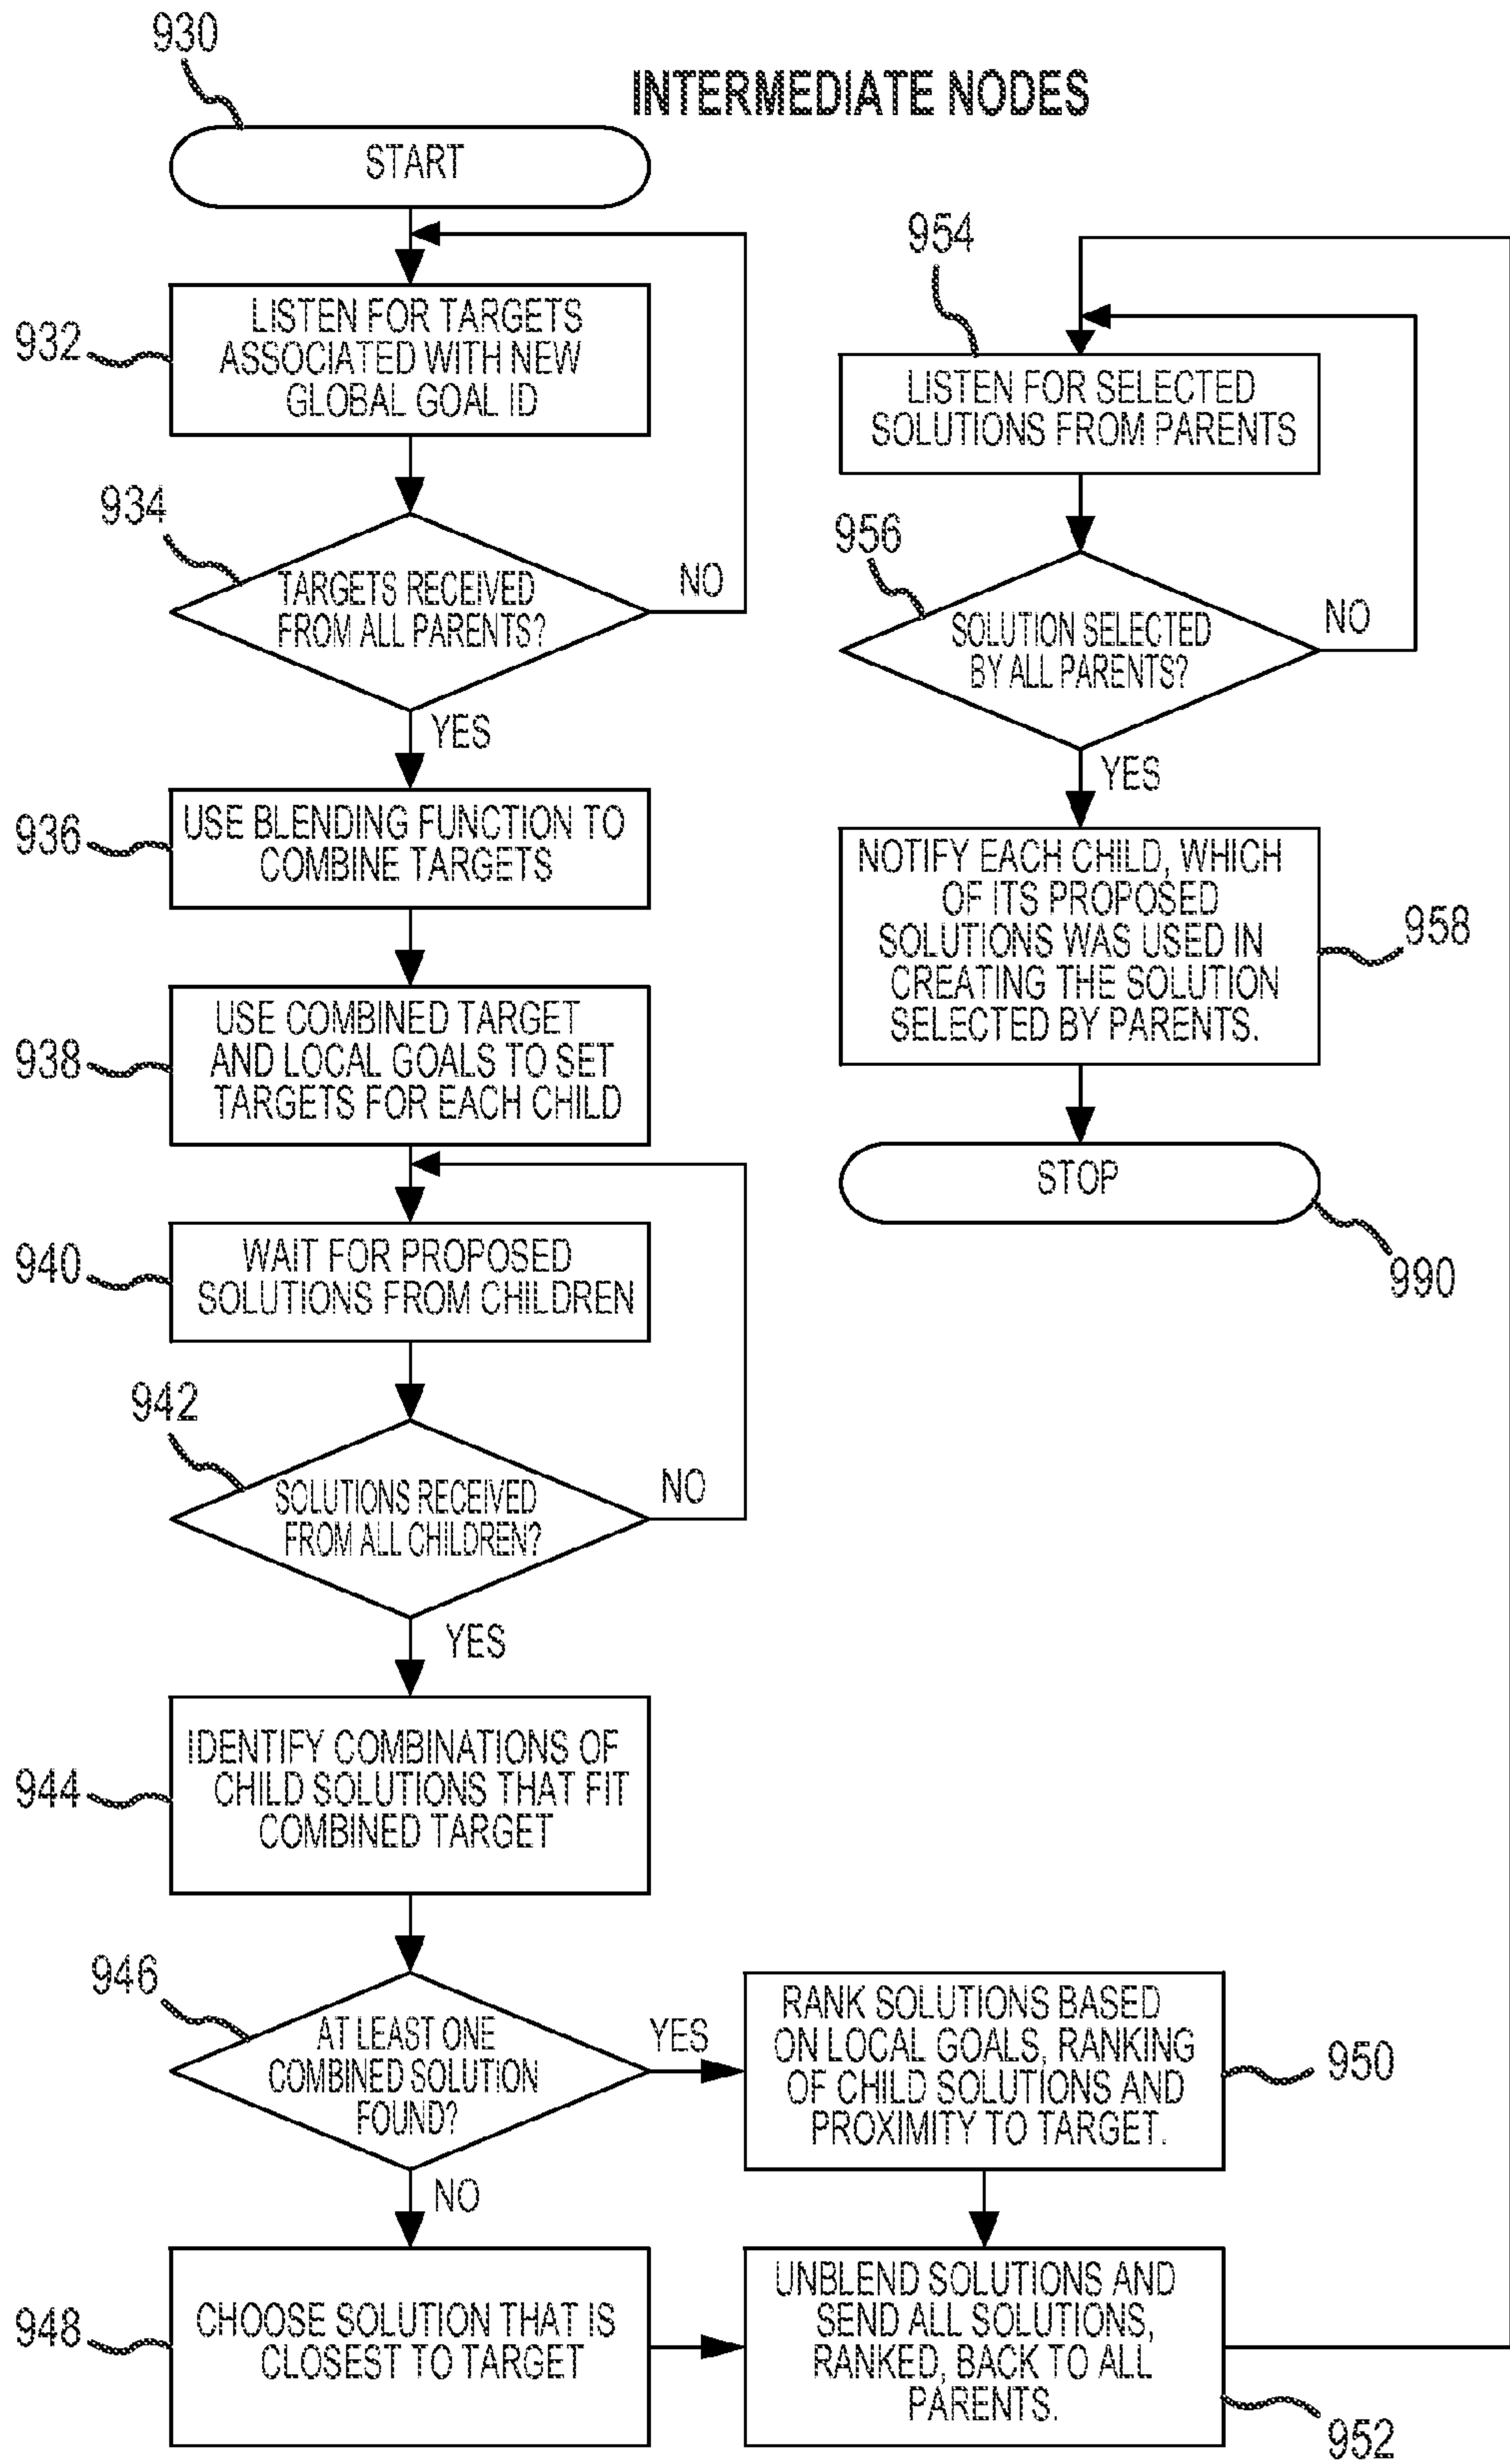 930
INTERMEDIATE NODES
START
932
LISTEN FOR TARGETS
ASSOCIATED WITH NEW
GLOBAL GOAL ID
934
TARGETS RECEIVED
FROM ALL PARENTS?
NO
YES
936
USE BLENDING FUNCTION TO
COMBINE TARGETS
938
USE COMBINED TARGET
AND LOCAL GOALS TO SET
TARGETS FOR EACH CHILD
940
WAIT FOR PROPOSED
SOLUTIONS FROM CHILDREN
942
SOLUTIONS RECEIVED
FROM ALL CHILDREN?
NO
YES
944
IDENTIFY COMBINATIONS OF
CHILD SOLUTIONS THAT FIT
COMBINED TARGET
946
AT LEAST ONE
COMBINED SOLUTION
FOUND?
YES
NO
948
CHOOSE SOLUTION THAT IS
CLOSEST TO TARGET
RANK SOLUTIONS BASED
ON LOCAL GOALS, RANKING
OF CHILD SOLUTIONS AND
PROXIMITY TO TARGET.
950
UNBLEND SOLUTIONS AND
SEND ALL SOLUTIONS,
RANKED, BACK TO ALL
PARENTS.
952
954
LISTEN FOR SELECTED
SOLUTIONS FROM PARENTS
956
SOLUTION SELECTED
BY ALL PARENTS?
NO
YES
NOTIFY EACH CHILD, WHICH
OF ITS PROPOSED
SOLUTIONS WAS USED IN
CREATING THE SOLUTION
SELECTED BY PARENTS.
958
STOP
990